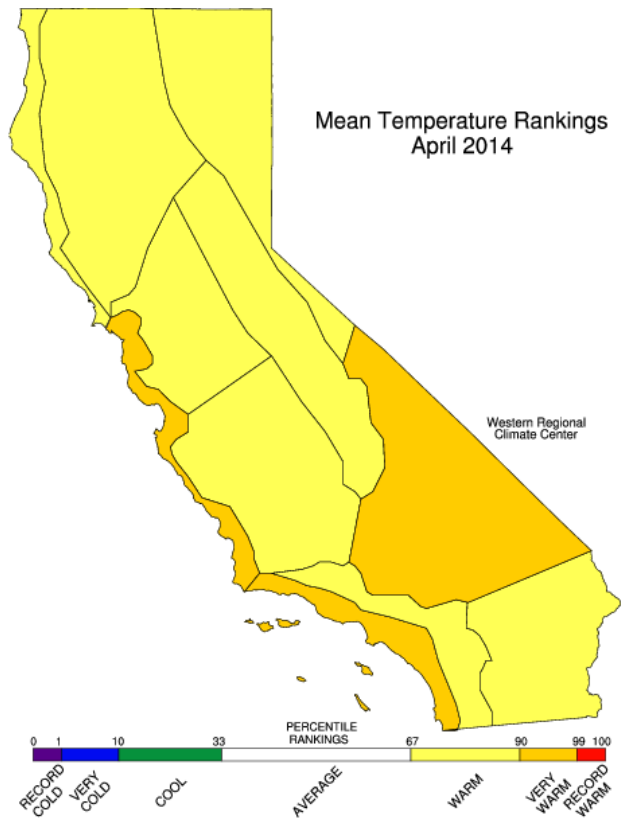 Mean Temperature Rankings
April 2014
Western Regional
Climate Center
PERCENTILE
RANKINGS
0 1 10 33 67 90 99 100
RECORD
COLD
VERY
COLD
COOL
AVERAGE
WARM
VERY
WARM
RECORD
WARM